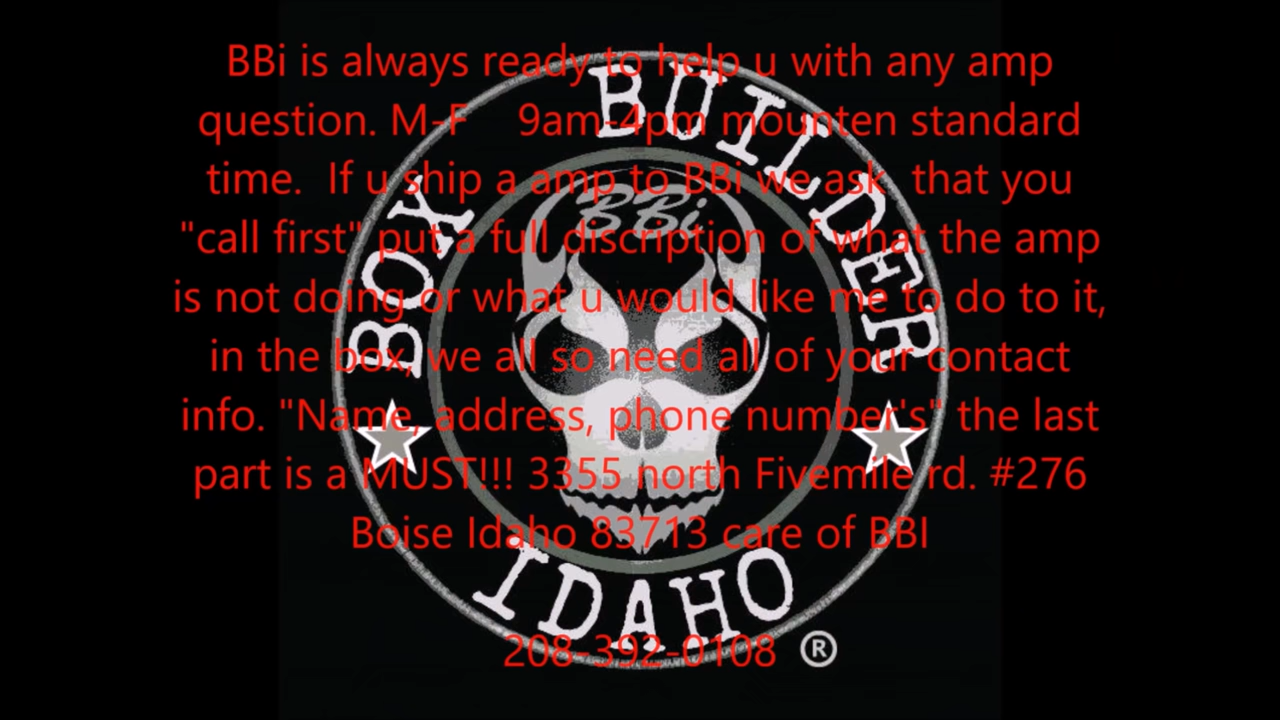 BBi is always ready to help u with any amp
question. M-F 9am-4pm mounten standard
time. If u ship a amp to BBi we ask, that you
"call first" put a full discription of what the amp
is not doing or what u would like me to do to it,
in the box, we all so need all of your contact
info. "Name, address, phone number's" the last
part is a MUST!!! 3355 north Fivemile rd. #276
Boise Idaho 83713 care of BBI
208-392-0108 ®
BOX BUILDER
BBi
IDAHO